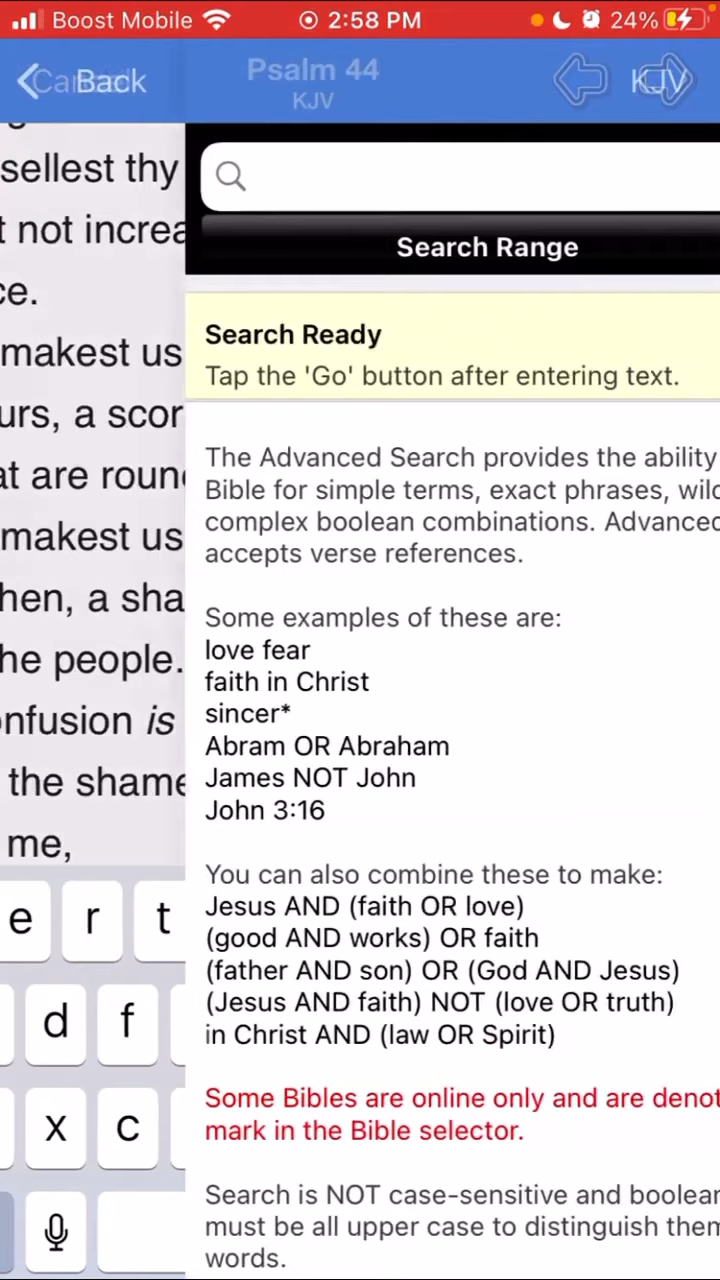 Boost Mobile 2:58 PM 24%
Back Psalm 44 KJV
KJV
sellest thy
t not increa
ce.
makest us
urs, a scor
at are roun
makest us
hen, a sha
he people.
onfusion is
the shame
me,
e r t
d f
x c
Search Range
Search Ready
Tap the 'Go' button after entering text.
The Advanced Search provides the ability
Bible for simple terms, exact phrases, wild
complex boolean combinations. Advanced
accepts verse references.
Some examples of these are:
love fear
faith in Christ
sincer*
Abram OR Abraham
James NOT John
John 3:16
You can also combine these to make:
Jesus AND (faith OR love)
(good AND works) OR faith
(father AND son) OR (God AND Jesus)
(Jesus AND faith) NOT (love OR truth)
in Christ AND (law OR Spirit)
Some Bibles are online only and are denot
mark in the Bible selector.
Search is NOT case-sensitive and boolean
must be all upper case to distinguish them
words.